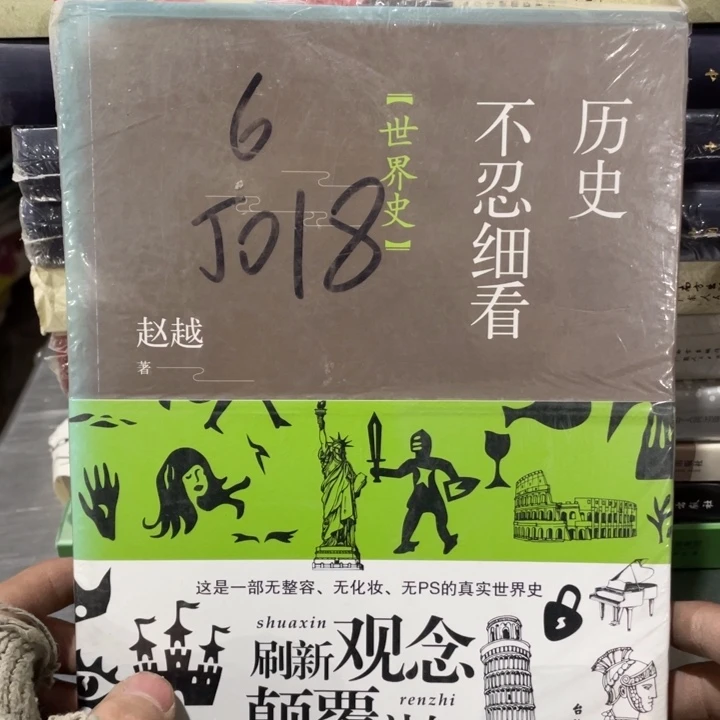 历史
不忍细看
【世界史】
6
J018
赵越
著
这是一部无整容、无化妆、无PS的真实世界史
shuaxin
刷新观念
renzhi
颠覆